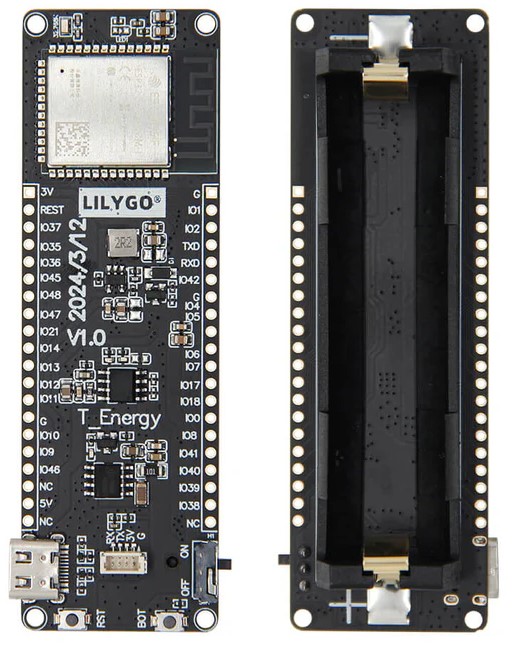 3V
REST
IO37
IO35
IO36
IO45
IO48
IO47
IO21
IO14
IO13
IO12
IO11
G
IO10
IO9
IO46
NC
5V
NC
LILYGO®
2R2
2024/3/12
V1.0
T_Energy
101
G
IO1
IO2
TXD
RXD
IO42
G
IO4
IO5
IO6
IO7
IO17
IO18
IO0
IO8
IO41
IO40
IO39
IO38
NC
RX
TX
3V
G
ON
OFF
RST
BOT
+